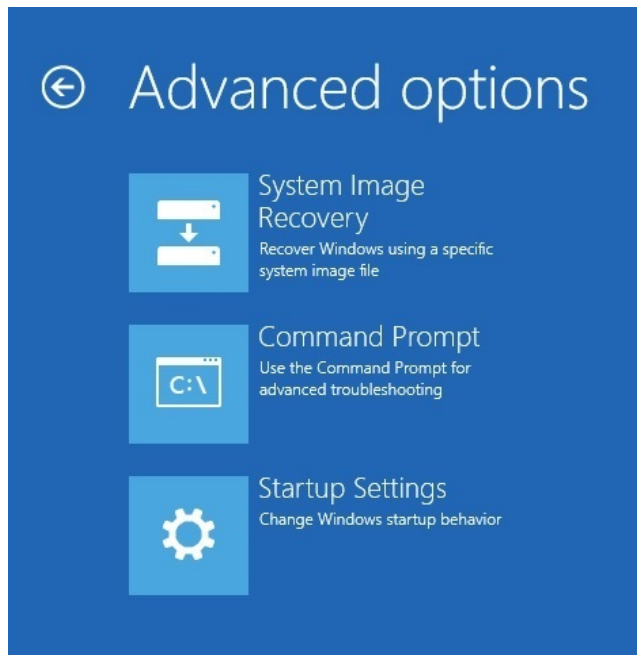 Advanced options
System Image
Recovery
Recover Windows using a specific
system image file
C:\
Command Prompt
Use the Command Prompt for
advanced troubleshooting
Startup Settings
Change Windows startup behavior